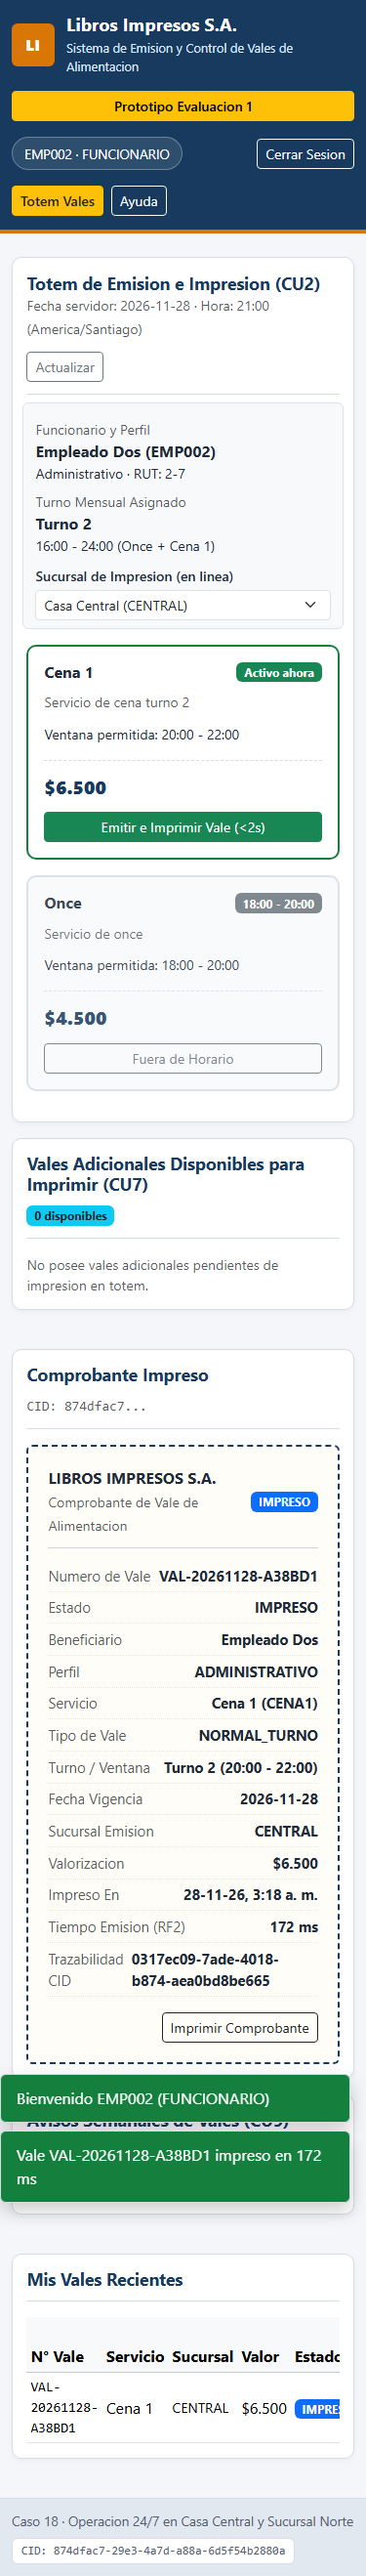 LI
Libros Impresos S.A.
Sistema de Emision y Control de Vales de
Alimentacion
Prototipo Evaluacion 1
EMP002 · FUNCIONARIO
Cerrar Sesion
Totem Vales
Ayuda
Totem de Emision e Impresion (CU2)
Fecha servidor: 2026-11-28 · Hora: 21:00
(America/Santiago)
Actualizar
Funcionario y Perfil
Empleado Dos (EMP002)
Administrativo · RUT: 2-7
Turno Mensual Asignado
Turno 2
16:00 - 24:00 (Once + Cena 1)
Sucursal de Impresion (en linea)
Casa Central (CENTRAL)
Cena 1
Activo ahora
Servicio de cena turno 2
Ventana permitida: 20:00 - 22:00
$6.500
Emitir e Imprimir Vale (<2s)
Once
18:00 - 20:00
Servicio de once
Ventana permitida: 18:00 - 20:00
$4.500
Fuera de Horario
Vales Adicionales Disponibles para
Imprimir (CU7)
0 disponibles
No posee vales adicionales pendientes de
impresion en totem.
Comprobante Impreso
CID: 874dfac7...
LIBROS IMPRESOS S.A.
Comprobante de Vale de
Alimentacion
IMPRESO
Numero de Vale VAL-20261128-A38BD1
Estado IMPRESO
Beneficiario Empleado Dos
Perfil ADMINISTRATIVO
Servicio Cena 1 (CENA1)
Tipo de Vale NORMAL_TURNO
Turno / Ventana Turno 2 (20:00 - 22:00)
Fecha Vigencia 2026-11-28
Sucursal Emision CENTRAL
Valorizacion $6.500
Impreso En 28-11-26, 3:18 a. m.
Tiempo Emision (RF2) 172 ms
Trazabilidad 0317ec09-7ade-4018-
CID b874-aea0bd8be665
Imprimir Comprobante
Bienvenido EMP002 (FUNCIONARIO)
Avisos Semanales de Vales (CU9)
Vale VAL-20261128-A38BD1 impreso en 172
ms
Mis Vales Recientes
N° Vale Servicio Sucursal Valor Estado
VAL-
20261128-
A38BD1
Cena 1 CENTRAL $6.500 IMPRE
Caso 18 · Operacion 24/7 en Casa Central y Sucursal Norte
CID: 874dfac7-29e3-4a7d-a88a-6d5f54b2880a